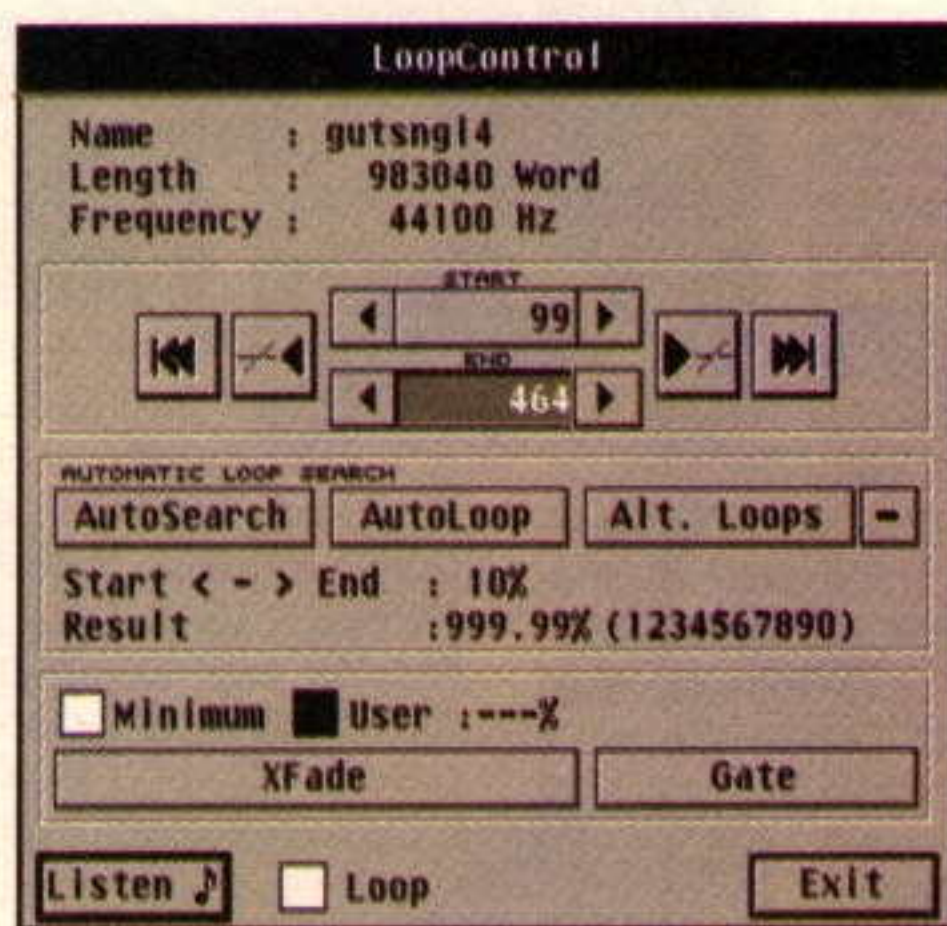 LoopControl
Name : gutsngl4
Length : 983040 Word
Frequency : 44100 Hz
START
99
END
464
AUTOMATIC LOOP SEARCH
AutoSearch AutoLoop Alt. Loops -
Start < - > End : 10%
Result :999.99% (1234567890)
Minimum User :---%
XFade Gate
Listen ♪ Loop Exit